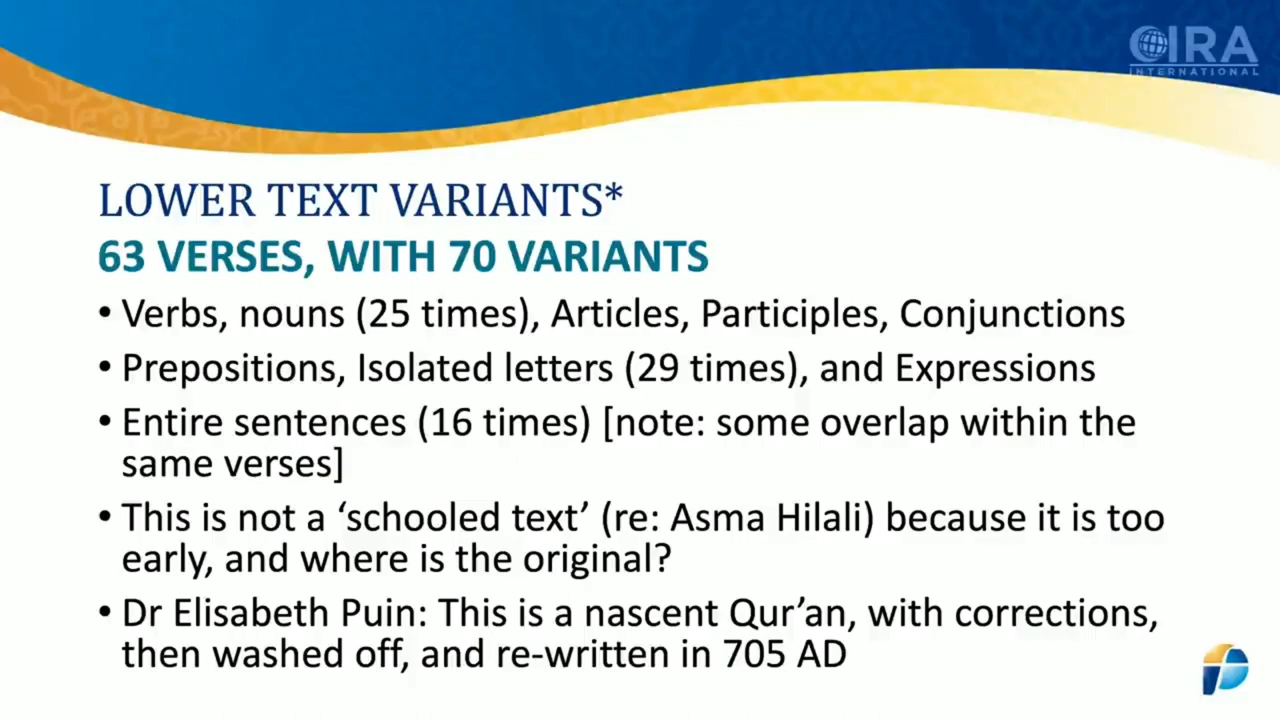 CIRA
INTERNATIONAL
LOWER TEXT VARIANTS*
63 VERSES, WITH 70 VARIANTS
• Verbs, nouns (25 times), Articles, Participles, Conjunctions
• Prepositions, Isolated letters (29 times), and Expressions
• Entire sentences (16 times) [note: some overlap within the
same verses]
• This is not a ‘schooled text’ (re: Asma Hilali) because it is too
early, and where is the original?
• Dr Elisabeth Puin: This is a nascent Qur’an, with corrections,
then washed off, and re-written in 705 AD